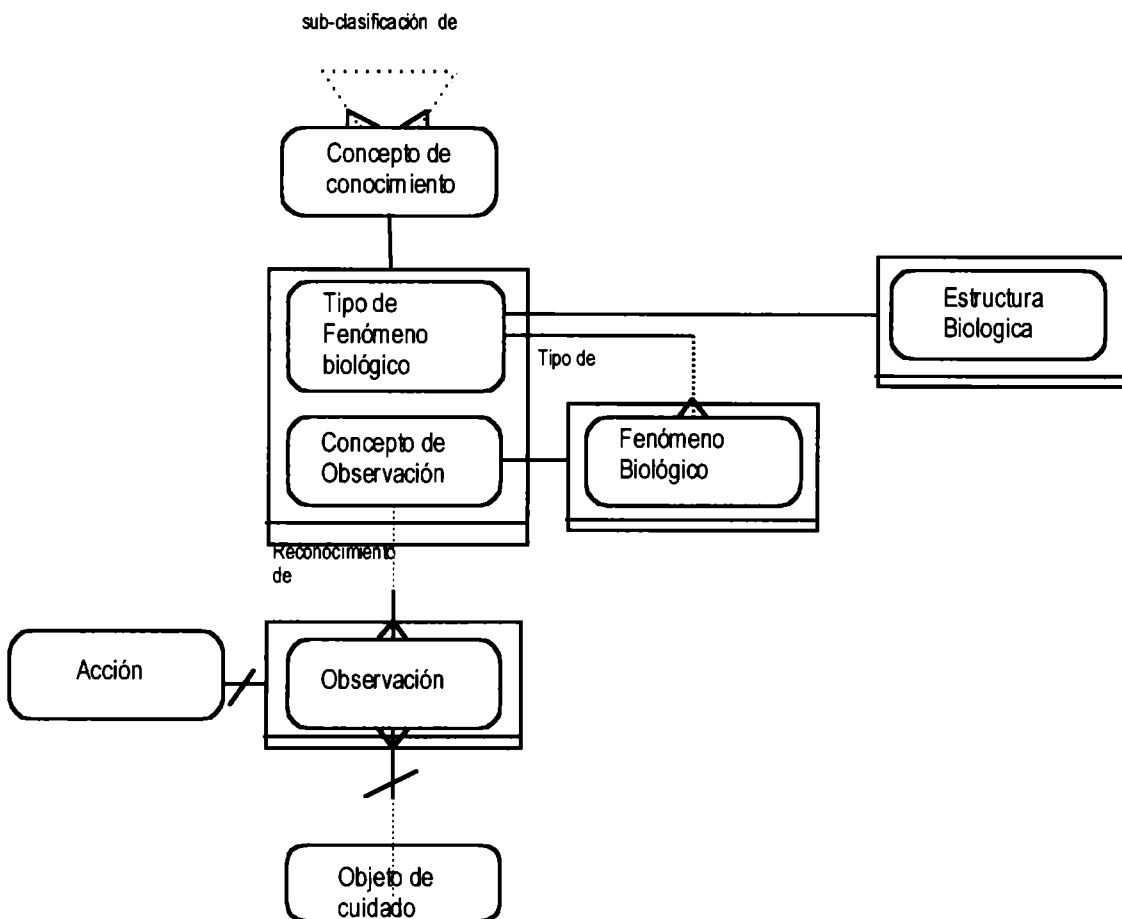 sub-clasificación de
Concepto de
conocimiento
Tipo de
Fenómeno
biológico
Estructura
Biologica
Tipo de
Concepto de
Observación
Fenómeno
Biológico
Reconocimiento
de
Acción
Observación
Objeto de
cuidado